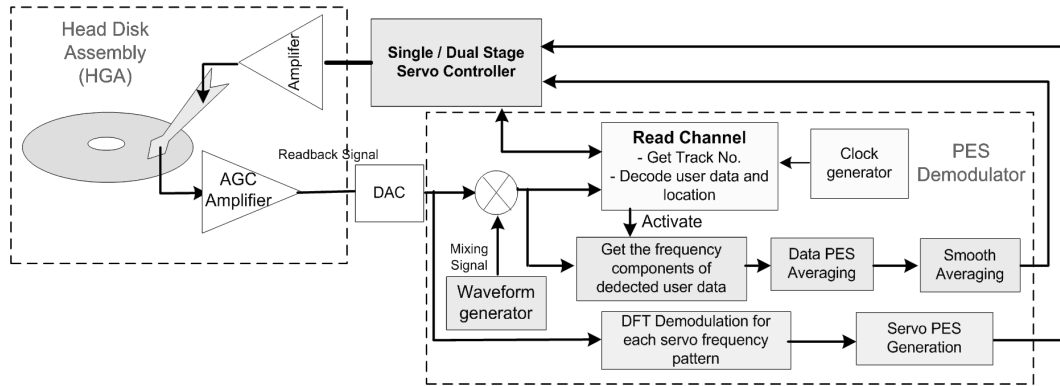 Head Disk
Assembly
(HGA)
Amplifer
Single / Dual Stage
Servo Controller
Readback Signal
AGC
Amplifier
DAC
Read Channel
- Get Track No.
- Decode user data and
location
Clock
generator
PES
Demodulator
Activate
Mixing
Signal
Waveform
generator
Get the frequency
components of
dedected user data
Data PES
Averaging
Smooth
Averaging
DFT Demodulation for
each servo frequency
pattern
Servo PES
Generation